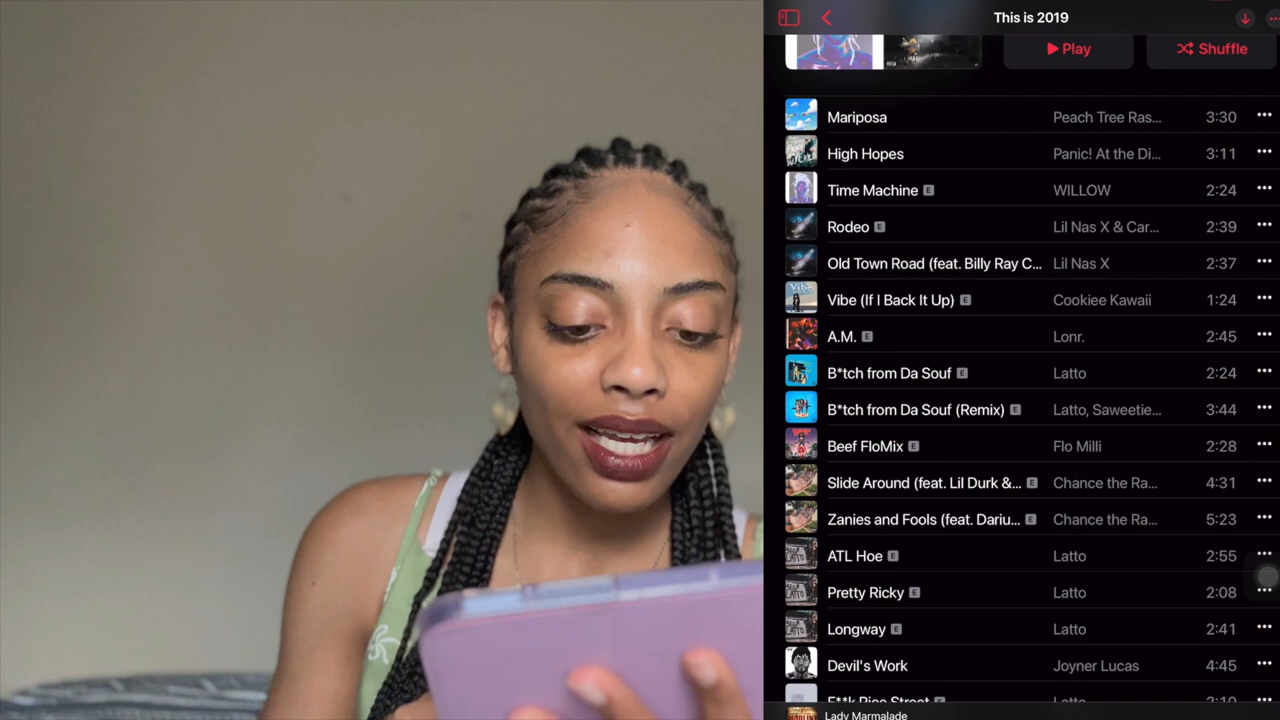 This is 2019
Play
Shuffle
Mariposa Peach Tree Ras... 3:30
High Hopes Panic! At the Di... 3:11
Time Machine E WILLOW 2:24
Rodeo E Lil Nas X & Car... 2:39
Old Town Road (feat. Billy Ray C... Lil Nas X 2:37
Vibe (If I Back It Up) E Cookiee Kawaii 1:24
A.M. E Lonr. 2:45
B*tch from Da Souf E Latto 2:24
B*tch from Da Souf (Remix) E Latto, Saweetie... 3:44
Beef FloMix E Flo Milli 2:28
Slide Around (feat. Lil Durk &... E Chance the Ra... 4:31
Zanies and Fools (feat. Dariu... E Chance the Ra... 5:23
ATL Hoe E Latto 2:55
Pretty Ricky E Latto 2:08
Longway E Latto 2:41
Devil's Work Joyner Lucas 4:45
F**k Rice Street E Latto
Lady Marmalade